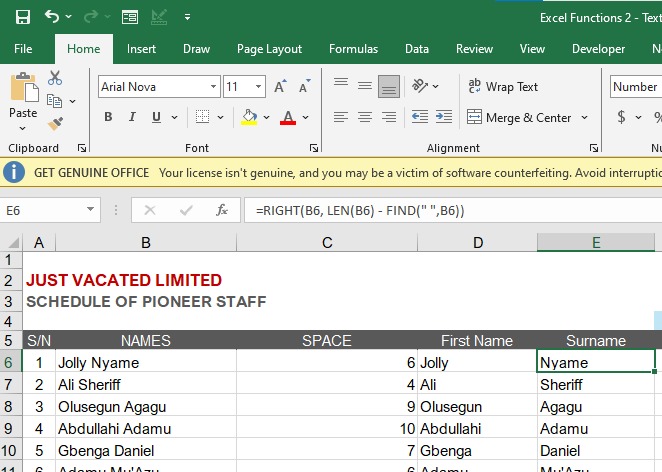 Excel Functions 2 - Text
File Home Insert Draw Page Layout Formulas Data Review View Developer
Paste
Arial Nova 11 A A
ab Wrap Text
Number
B I U A
Merge & Center
$ %
Clipboard Font Alignment
GET GENUINE OFFICE Your license isn't genuine, and you may be a victim of software counterfeiting. Avoid interruptio
E6 fx =RIGHT(B6, LEN(B6) - FIND(" ",B6))
A B C D E
1
2 JUST VACATED LIMITED
3 SCHEDULE OF PIONEER STAFF
4
5 S/N NAMES SPACE First Name Surname
6 1 Jolly Nyame 6 Jolly Nyame
7 2 Ali Sheriff 4 Ali Sheriff
8 3 Olusegun Agagu 9 Olusegun Agagu
9 4 Abdullahi Adamu 10 Abdullahi Adamu
10 5 Gbenga Daniel 7 Gbenga Daniel
11 6 Adamu Mu'Azu 6 Adamu Mu'Azu